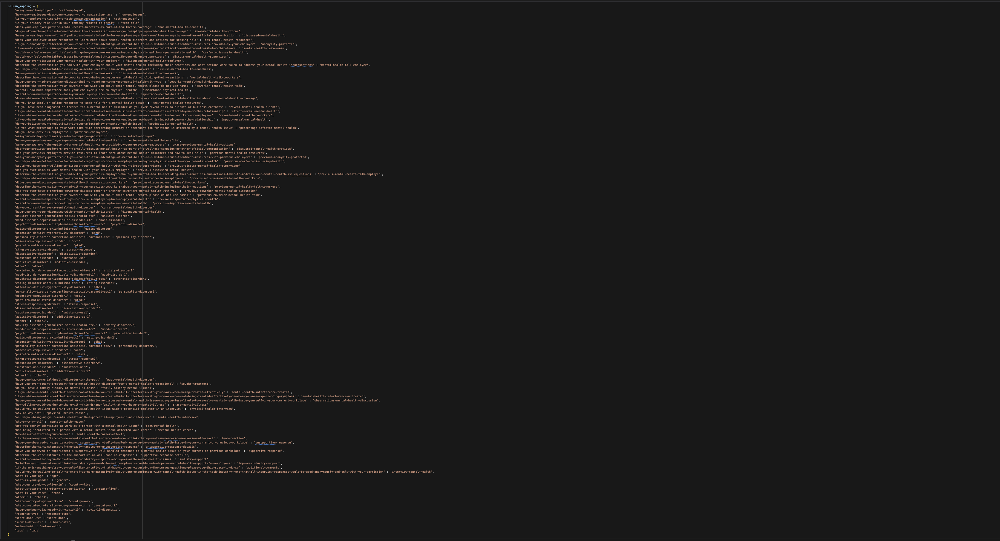 column_mapping = {
'are-you-self-employed' : 'self-employed',
'how-many-employees-does-your-company-or-organization-have' : 'num-employees',
'is-your-employer-primarily-a-tech-companyorganization' : 'tech-employer',
'is-your-primary-role-within-your-company-related-to-techit' : 'tech-role',
'does-your-employer-provide-mental-health-benefits-as-part-of-healthcare-coverage' : 'has-mental-health-benefits',
'do-you-know-the-options-for-mental-health-care-available-under-your-employer-provided-health-coverage' : 'know-mental-health-options',
'has-your-employer-ever-formally-discussed-mental-health-for-example-as-part-of-a-wellness-campaign-or-other-official-communication' : 'discussed-mental-health',
'does-your-employer-offer-resources-to-learn-more-about-mental-health-disorders-and-options-for-seeking-help' : 'has-mental-health-resources',
'is-your-anonymity-protected-if-you-choose-to-take-advantage-of-mental-health-or-substance-abuse-treatment-resources-provided-by-your-employer' : 'anonymity-protected',
'if-a-mental-health-issue-prompted-you-to-request-a-medical-leave-from-work-how-easy-or-difficult-would-it-be-to-ask-for-that-leave' : 'mental-health-leave-ease',
'would-you-feel-more-comfortable-talking-to-your-coworkers-about-your-physical-health-or-your-mental-health' : 'comfort-discussing-health',
'would-you-feel-comfortable-discussing-a-mental-health-issue-with-your-direct-supervisors' : 'discuss-mental-health-supervisor',
'have-you-ever-discussed-your-mental-health-with-your-employer' : 'discussed-mental-health-employer',
'describe-the-conversation-you-had-with-your-employer-about-your-mental-health-including-their-reactions-and-what-actions-were-taken-to-address-your-mental-health-issuequestions' : 'mental-health-talk-employer',
'would-you-feel-comfortable-discussing-a-mental-health-issue-with-your-coworkers' : 'discuss-mental-health-coworkers',
'have-you-ever-discussed-your-mental-health-with-coworkers' : 'discussed-mental-health-coworkers',
'describe-the-conversation-with-coworkers-you-had-about-your-mental-health-including-their-reactions' : 'mental-health-talk-coworkers',
'have-you-ever-had-a-coworker-discuss-their-or-another-coworkers-mental-health-with-you' : 'coworker-mental-health-discussion',
'describe-the-conversation-your-coworker-had-with-you-about-their-mental-health-please-do-not-use-names' : 'coworker-mental-health-talk',
'overall-how-much-importance-does-your-employer-place-on-physical-health' : 'importance-physical-health',
'overall-how-much-importance-does-your-employer-place-on-mental-health' : 'importance-mental-health',
'do-you-have-medical-coverage-private-insurance-or-state-provided-that-includes-treatment-of-mental-health-disorders' : 'mental-health-coverage',
'do-you-know-local-or-online-resources-to-seek-help-for-a-mental-health-issue' : 'know-mental-health-resources',
'if-you-have-been-diagnosed-or-treated-for-a-mental-health-disorder-do-you-ever-reveal-this-to-clients-or-business-contacts' : 'reveal-mental-health-clients',
'if-you-have-revealed-a-mental-health-disorder-to-a-client-or-business-contact-how-has-this-affected-you-or-the-relationship' : 'effect-reveal-mental-health',
'if-you-have-been-diagnosed-or-treated-for-a-mental-health-disorder-do-you-ever-reveal-this-to-coworkers-or-employees' : 'reveal-mental-health-coworkers',
'if-you-have-revealed-a-mental-health-disorder-to-a-coworker-or-employee-how-has-this-impacted-you-or-the-relationship' : 'impact-reveal-mental-health',
'do-you-believe-your-productivity-is-ever-affected-by-a-mental-health-issue' : 'productivity-mental-health',
'if-yes-what-percentage-of-your-work-time-time-performing-primary-or-secondary-job-functions-is-affected-by-a-mental-health-issue' : 'percentage-affected-mental-health',
'do-you-have-previous-employers' : 'previous-employers',
'was-your-employer-primarily-a-tech-companyorganization' : 'previous-tech-employer',
'have-your-previous-employers-provided-mental-health-benefits' : 'previous-mental-health-benefits',
'were-you-aware-of-the-options-for-mental-health-care-provided-by-your-previous-employers' : 'aware-previous-mental-health-options',
'did-your-previous-employers-ever-formally-discuss-mental-health-as-part-of-a-wellness-campaign-or-other-official-communication' : 'discussed-mental-health-previous',
'did-your-previous-employers-provide-resources-to-learn-more-about-mental-health-disorders-and-how-to-seek-help' : 'previous-mental-health-resources',
'was-your-anonymity-protected-if-you-chose-to-take-advantage-of-mental-health-or-substance-abuse-treatment-resources-with-previous-employers' : 'previous-anonymity-protected',
'would-you-have-felt-more-comfortable-talking-to-your-previous-employer-about-your-physical-health-or-your-mental-health' : 'previous-comfort-discussing-health',
'would-you-have-been-willing-to-discuss-your-mental-health-with-your-direct-supervisors' : 'previous-discuss-mental-health-supervisor',
'did-you-ever-discuss-your-mental-health-with-your-previous-employer' : 'previous-discussed-mental-health',
'describe-the-conversation-you-had-with-your-previous-employer-about-your-mental-health-including-their-reactions-and-actions-taken-to-address-your-mental-health-issuequestions' : 'previous-mental-health-talk-employer',
'would-you-have-been-willing-to-discuss-your-mental-health-with-your-coworkers-at-previous-employers' : 'previous-discuss-mental-health-coworkers',
'did-you-ever-discuss-your-mental-health-with-a-previous-coworkers' : 'previous-discussed-mental-health-coworkers',
'describe-the-conversation-you-had-with-your-previous-coworkers-about-your-mental-health-including-their-reactions' : 'previous-mental-health-talk-coworkers',
'did-you-ever-have-a-previous-coworker-discuss-their-or-another-coworkers-mental-health-with-you' : 'previous-coworker-mental-health-discussion',
'describe-the-conversation-your-coworker-had-with-you-about-their-mental-health-please-do-not-use-names1' : 'previous-coworker-mental-health-talk',
'overall-how-much-importance-did-your-previous-employer-place-on-physical-health' : 'previous-importance-physical-health',
'overall-how-much-importance-did-your-previous-employer-place-on-mental-health' : 'previous-importance-mental-health',
'do-you-currently-have-a-mental-health-disorder' : 'current-mental-health-disorder',
'have-you-ever-been-diagnosed-with-a-mental-health-disorder' : 'diagnosed-mental-health',
'anxiety-disorder-generalized-social-phobia-etc' : 'anxiety-disorder',
'mood-disorder-depression-bipolar-disorder-etc' : 'mood-disorder',
'psychotic-disorder-schizophrenia-schizoaffective-etc' : 'psychotic-disorder',
'eating-disorder-anorexia-bulimia-etc' : 'eating-disorder',
'attention-deficit-hyperactivity-disorder' : 'adhd',
'personality-disorder-borderline-antisocial-paranoid-etc' : 'personality-disorder',
'obsessive-compulsive-disorder' : 'ocd',
'post-traumatic-stress-disorder' : 'ptsd',
'stress-response-syndromes' : 'stress-response',
'dissociative-disorder' : 'dissociative-disorder',
'substance-use-disorder' : 'substance-use',
'addictive-disorder' : 'addictive-disorder',
'other' : 'other',
'anxiety-disorder-generalized-social-phobia-etc1' : 'anxiety-disorder1',
'mood-disorder-depression-bipolar-disorder-etc1' : 'mood-disorder1',
'psychotic-disorder-schizophrenia-schizoaffective-etc1' : 'psychotic-disorder1',
'eating-disorder-anorexia-bulimia-etc1' : 'eating-disorder1',
'attention-deficit-hyperactivity-disorder1' : 'adhd1',
'personality-disorder-borderline-antisocial-paranoid-etc1' : 'personality-disorder1',
'obsessive-compulsive-disorder1' : 'ocd1',
'post-traumatic-stress-disorder' : 'ptsd1',
'stress-response-syndromes1' : 'stress-response1',
'dissociative-disorder1' : 'dissociative-disorder1',
'substance-use-disorder1' : 'substance-use1',
'addictive-disorder1' : 'addictive-disorder1',
'other1' : 'other1',
'anxiety-disorder-generalized-social-phobia-etc2' : 'anxiety-disorder2',
'mood-disorder-depression-bipolar-disorder-etc2' : 'mood-disorder2',
'psychotic-disorder-schizophrenia-schizoaffective-etc2' : 'psychotic-disorder2',
'eating-disorder-anorexia-bulimia-etc2' : 'eating-disorder2',
'attention-deficit-hyperactivity-disorder2' : 'adhd2',
'personality-disorder-borderline-antisocial-paranoid-etc2' : 'personality-disorder2',
'obsessive-compulsive-disorder2' : 'ocd2',
'post-traumatic-stress-disorder1' : 'ptsd2',
'stress-response-syndromes2' : 'stress-response2',
'dissociative-disorder2' : 'dissociative-disorder2',
'substance-use-disorder2' : 'substance-use2',
'addictive-disorder2' : 'addictive-disorder2',
'other2' : 'other2',
'have-you-had-a-mental-health-disorder-in-the-past' : 'past-mental-health-disorder',
'have-you-ever-sought-treatment-for-a-mental-health-disorder-from-a-mental-health-professional' : 'sought-treatment',
'do-you-have-a-family-history-of-mental-illness' : 'family-history-mental-illness',
'if-you-have-a-mental-health-disorder-how-often-do-you-feel-that-it-interferes-with-your-work-when-being-treated-effectively' : 'mental-health-interference-treated',
'if-you-have-a-mental-health-disorder-how-often-do-you-feel-that-it-interferes-with-your-work-when-not-being-treated-effectively-ie-when-you-are-experiencing-symptoms' : 'mental-health-interference-untreated',
'have-your-observations-of-how-another-individual-who-discussed-a-mental-health-issue-made-you-less-likely-to-reveal-a-mental-health-issue-yourself-in-your-current-workplace' : 'observations-mental-health-discussion',
'how-willing-would-you-be-to-share-with-friends-and-family-that-you-have-a-mental-illness' : 'share-mental-illness',
'would-you-be-willing-to-bring-up-a-physical-health-issue-with-a-potential-employer-in-an-interview' : 'physical-health-interview',
'why-or-why-not' : 'physical-health-reason',
'would-you-bring-up-your-mental-health-with-a-potential-employer-in-an-interview' : 'mental-health-interview',
'why-or-why-not1' : 'mental-health-reason',
'are-you-openly-identified-at-work-as-a-person-with-a-mental-health-issue' : 'open-mental-health',
'has-being-identified-as-a-person-with-a-mental-health-issue-affected-your-career' : 'mental-health-career',
'how-has-it-affected-your-career' : 'mental-health-career-effect',
'if-they-knew-you-suffered-from-a-mental-health-disorder-how-do-you-think-that-your-team-membersco-workers-would-react' : 'team-reaction',
'have-you-observed-or-experienced-an-unsupportive-or-badly-handled-response-to-a-mental-health-issue-in-your-current-or-previous-workplace' : 'unsupportive-response',
'describe-the-circumstances-of-the-badly-handled-or-unsupportive-response' : 'unsupportive-response-details',
'have-you-observed-or-experienced-a-supportive-or-well-handled-response-to-a-mental-health-issue-in-your-current-or-previous-workplace' : 'supportive-response',
'describe-the-circumstances-of-the-supportive-or-well-handled-response' : 'supportive-response-details',
'overall-how-well-do-you-think-the-tech-industry-supports-employees-with-mental-health-issues' : 'industry-support',
'briefly-describe-what-you-think-the-industry-as-a-whole-andor-employers-could-do-to-improve-mental-health-support-for-employees' : 'improve-industry-support',
'if-there-is-anything-else-you-would-like-to-tell-us-that-has-not-been-covered-by-the-survey-questions-please-use-this-space-to-do-so' : 'additional-comments',
'would-you-be-willing-to-talk-to-one-of-us-more-extensively-about-your-experiences-with-mental-health-issues-in-the-tech-industry-note-that-all-interview-responses-would-be-used-anonymously-and-only-with-your-permission' : 'interview-mental-health',
'what-is-your-age' : 'age',
'what-is-your-gender' : 'gender',
'what-country-do-you-live-in' : 'country-live',
'what-us-state-or-territory-do-you-live-in' : 'us-state-live',
'what-is-your-race' : 'race',
'other3' : 'other3',
'what-country-do-you-work-in' : 'country-work',
'what-us-state-or-territory-do-you-work-in' : 'us-state-work',
'have-you-been-diagnosed-with-covid-19' : 'covid-19-diagnosis',
'response-type' : 'response-type',
'start-date-utc' : 'start-date',
'submit-date-utc' : 'submit-date',
'network-id' : 'network-id',
'tags' : 'tags'
}